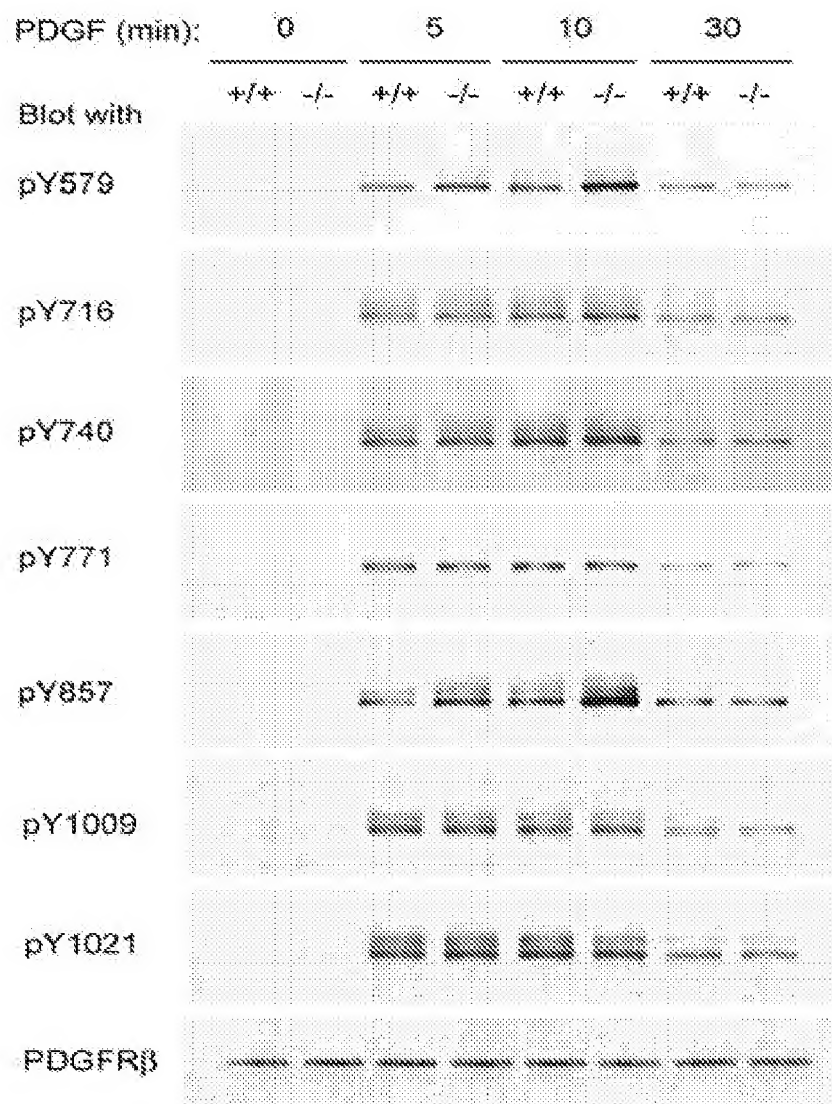 PDGF (min): 0 5 10 30
+/+ -/- +/+ -/- +/+ -/- +/+ -/-
Blot with
pY579
pY716
pY740
pY771
pY857
pY1009
pY1021
PDGFRβ